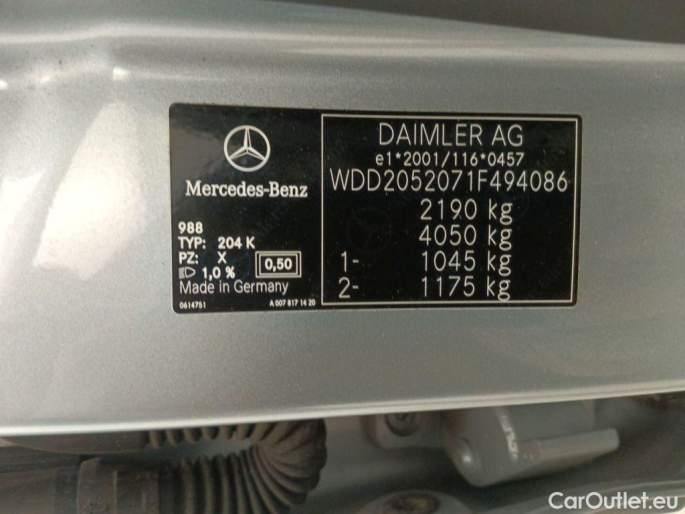 Mercedes-Benz
988
TYP: 204 K
PZ: X
1,0 % 0,50
Made in Germany
0614751 A 007 817 14 20
DAIMLER AG
e1*2001/116*0457
WDD2052071F494086
2190 kg
4050 kg
1- 1045 kg
2- 1175 kg
CarOutlet.eu